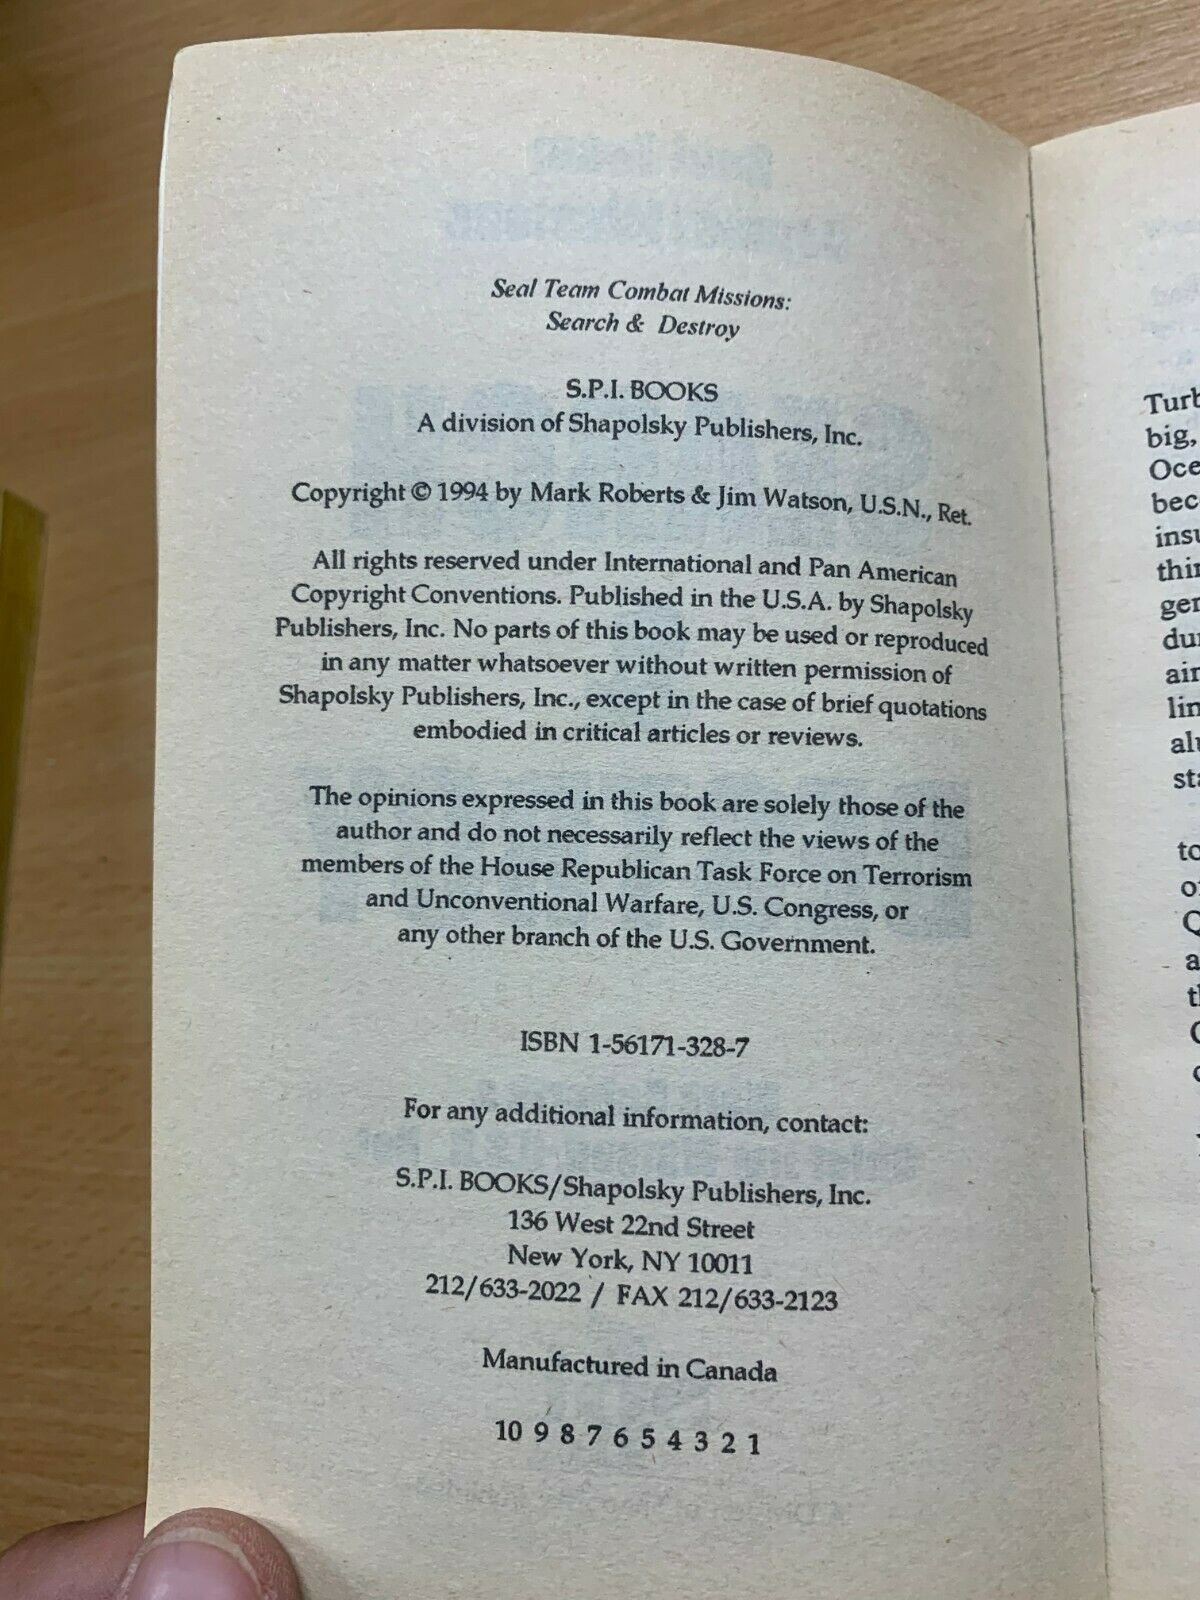 Seal Team Combat Missions:
Search & Destroy
S.P.I. BOOKS
A division of Shapolsky Publishers, Inc.
Copyright © 1994 by Mark Roberts & Jim Watson, U.S.N., Ret.
All rights reserved under International and Pan American
Copyright Conventions. Published in the U.S.A. by Shapolsky
Publishers, Inc. No parts of this book may be used or reproduced
in any matter whatsoever without written permission of
Shapolsky Publishers, Inc., except in the case of brief quotations
embodied in critical articles or reviews.
The opinions expressed in this book are solely those of the
author and do not necessarily reflect the views of the
members of the House Republican Task Force on Terrorism
and Unconventional Warfare, U.S. Congress, or
any other branch of the U.S. Government.
ISBN 1-56171-328-7
For any additional information, contact:
S.P.I. BOOKS/Shapolsky Publishers, Inc.
136 West 22nd Street
New York, NY 10011
212/633-2022 / FAX 212/633-2123
Manufactured in Canada
10 9 8 7 6 5 4 3 2 1
big,